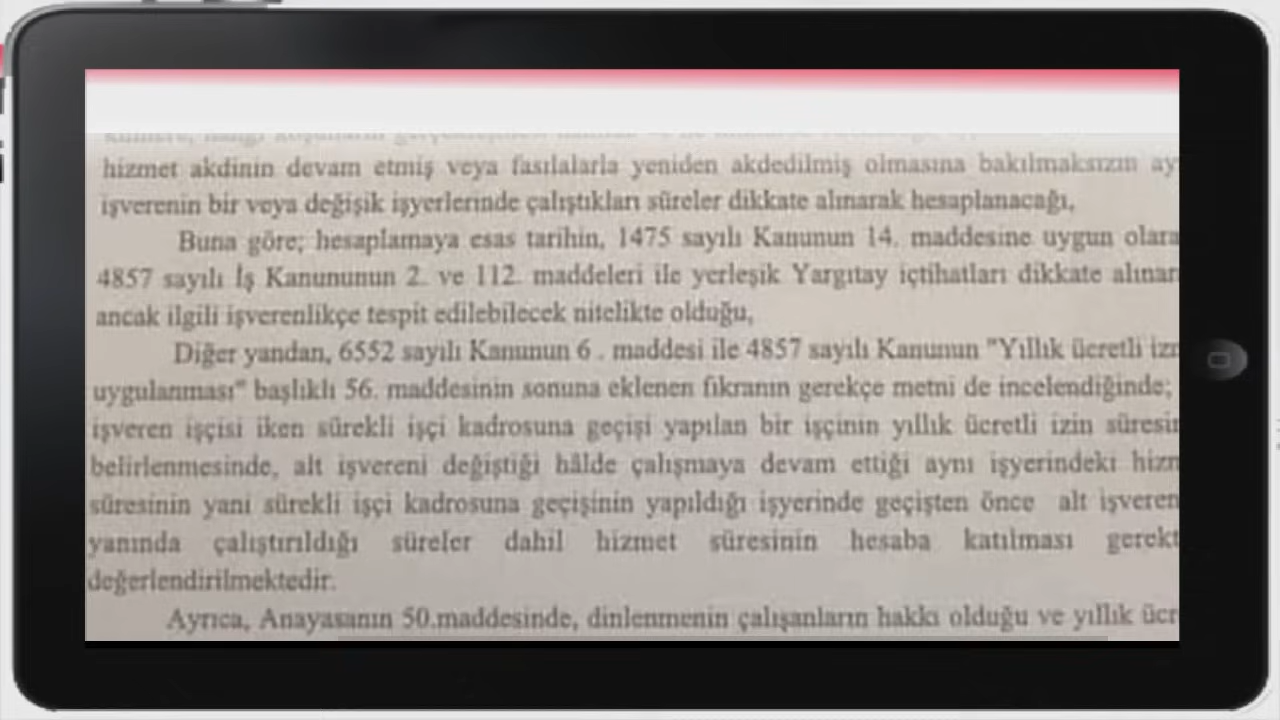 hizmet akdinin devam etmiş veya fasılalarla yeniden akdedilmiş olmasına bakılmaksızın ay
işverenin bir veya değişik işyerlerinde çalıştıkları süreler dikkate alınarak hesaplanacağı,
Buna göre; hesaplamaya esas tarihin, 1475 sayılı Kanunun 14. maddesine uygun olara
4857 sayılı İş Kanununun 2. ve 112. maddeleri ile yerleşik Yargıtay içtihatları dikkate alınar
ancak ilgili işverenlikçe tespit edilebilecek nitelikte olduğu,
Diğer yandan, 6552 sayılı Kanunun 6 . maddesi ile 4857 sayılı Kanunun "Yıllık ücretli izr
uygulanması" başlıklı 56. maddesinin sonuna eklenen fıkranın gerekçe metni de incelendiğinde;
işveren işçisi iken sürekli işçi kadrosuna geçişi yapılan bir işçinin yıllık ücretli izin süresir
belirlenmesinde, alt işvereni değiştiği hâlde çalışmaya devam ettiği aynı işyerindeki hizm
süresinin yani sürekli işçi kadrosuna geçişinin yapıldığı işyerinde geçişten önce alt işveren
yanında çalıştırıldığı süreler dahil hizmet süresinin hesaba katılması gerekt
değerlendirilmektedir.
Ayrıca, Anayasanın 50.maddesinde, dinlenmenin çalışanların hakkı olduğu ve yıllık ücr